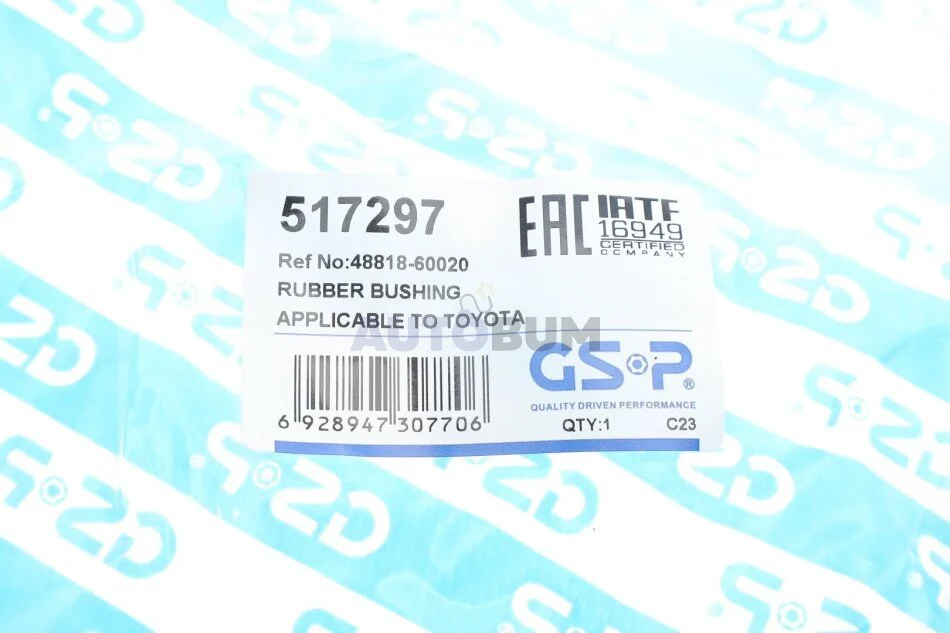 517297
EAC
IATF
16949
CERTIFIED
COMPANY
Ref No:48818-60020
RUBBER BUSHING
APPLICABLE TO TOYOTA
AUTOBUM
GSP®
QUALITY DRIVEN PERFORMANCE
6 928947 307706
QTY:1
C23